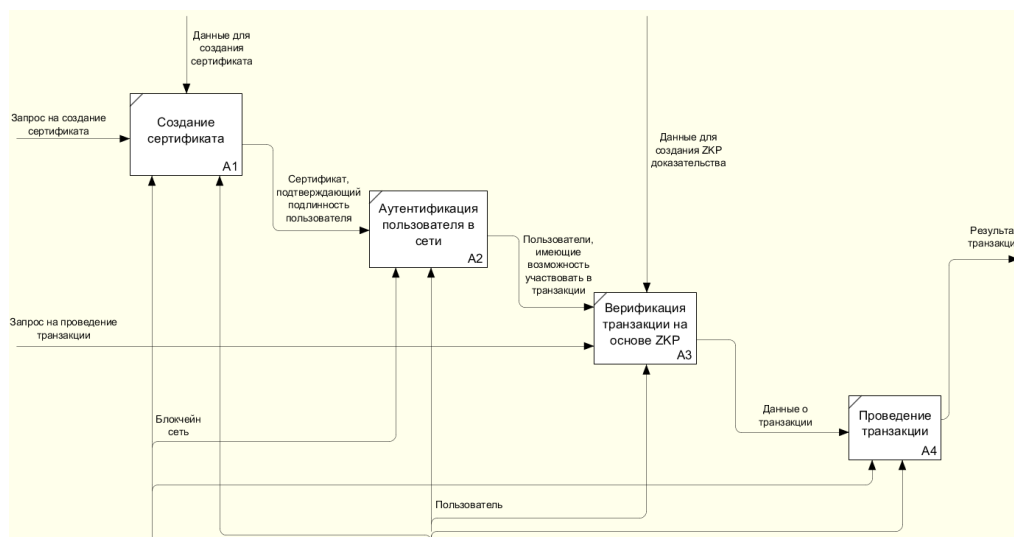 Данные для
создания
сертификата
Запрос на создание
сертификата
Создание
сертификата
A1
Данные для
создания ZKP
доказательства
Сертификат,
подтверждающий
подлинность
пользователя
Аутентификация
пользователя в
сети
A2
Пользователи,
имеющие
возможность
участвовать в
транзакции
Результа
транзакци
Запрос на проведение
транзакции
Верификация
транзакции на
основе ZKP
A3
Блокчейн
сеть
Данные о
транзакции
Проведение
транзакции
A4
Пользователь